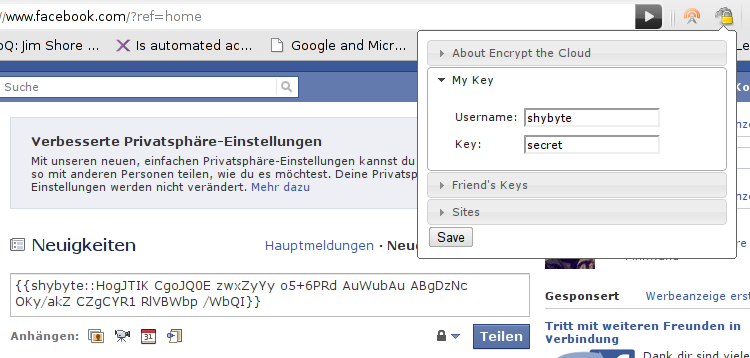 //www.facebook.com/?ref=home
oQ: Jim Shore ...
Is automated ac...
Google and Micr...
Suche
About Encrypt the Cloud
My Key
Username: shybyte
Key: secret
Friend's Keys
Sites
Save
Verbesserte Privatsphäre-Einstellungen
Mit unseren neuen, einfachen Privatsphäre-Einstellungen kannst du
so mit anderen Personen teilen, wie du es möchtest. Deine Privatsp
Einstellungen werden nicht verändert. Mehr dazu
Neuigkeiten
Hauptmeldungen · Neue
{{shybyte::HogJTIK CgoJQ0E zwxZyYy o5+6PRd AuWubAu ABgDzNc
OKy/akZ CZgCYR1 RlVBWbp /WbQI}}
Anhängen:
31
Teilen
Gesponsert
Werbeanzeige erst
Tritt mit weiteren Freunden in
Verbindung
Dank dir sind viele